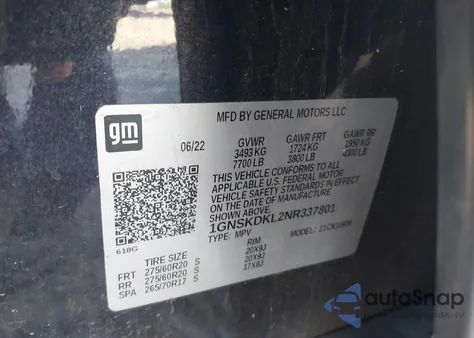 MFD BY GENERAL MOTORS LLC
gm
06/22
GVWR GAWR FRT GAWR RR
3493 KG 1724 KG 1950 KG
7700 LB 3800 LB 4300 LB
THIS VEHICLE CONFORMS TO ALL
APPLICABLE U.S. FEDERAL MOTOR
VEHICLE SAFETY STANDARDS IN
EFFECT ON THE DATE OF MANUFACTURE
SHOWN ABOVE.
1GNSKDKL2NR337801
TYPE: MPV MODEL:
618G
TIRE SIZE RIM
FRT 275/60R20 S 20X9J
RR 275/60R20 S 20X9J
SPA 265/70R17 S 17X8J
autoSnap